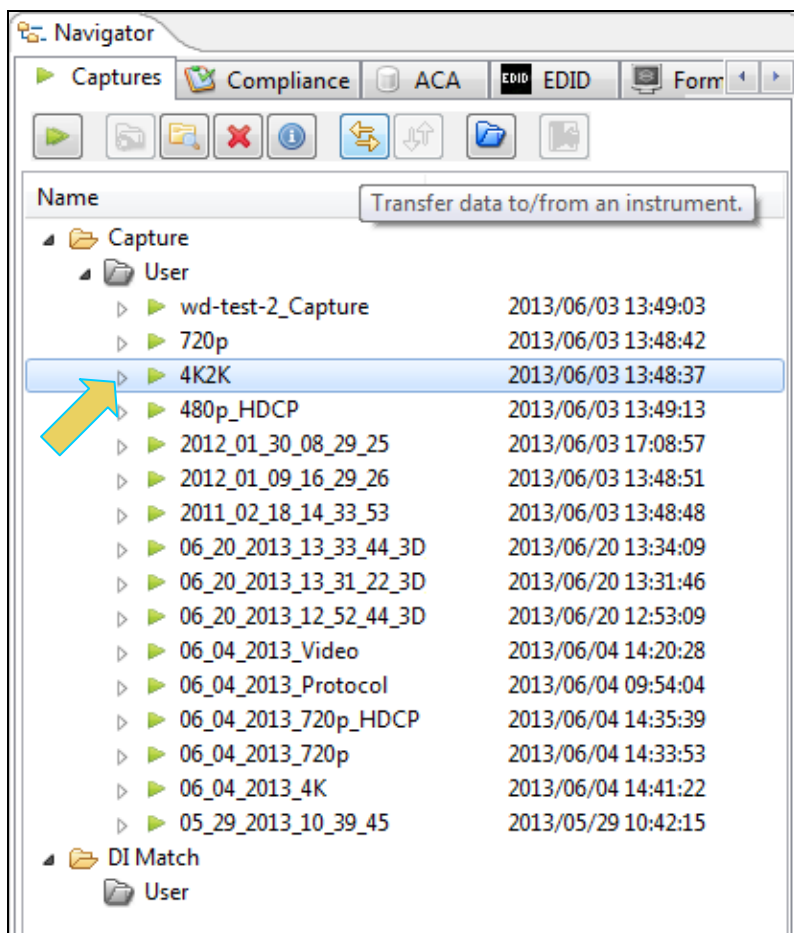 Navigator
Captures Compliance ACA EDID EDID Form
Name
Transfer data to/from an instrument.
Capture
User
wd-test-2_Capture 2013/06/03 13:49:03
720p 2013/06/03 13:48:42
4K2K 2013/06/03 13:48:37
480p_HDCP 2013/06/03 13:49:13
2012_01_30_08_29_25 2013/06/03 17:08:57
2012_01_09_16_29_26 2013/06/03 13:48:51
2011_02_18_14_33_53 2013/06/03 13:48:48
06_20_2013_13_33_44_3D 2013/06/20 13:34:09
06_20_2013_13_31_22_3D 2013/06/20 13:31:46
06_20_2013_12_52_44_3D 2013/06/20 12:53:09
06_04_2013_Video 2013/06/04 14:20:28
06_04_2013_Protocol 2013/06/04 09:54:04
06_04_2013_720p_HDCP 2013/06/04 14:35:39
06_04_2013_720p 2013/06/04 14:33:53
06_04_2013_4K 2013/06/04 14:41:22
05_29_2013_10_39_45 2013/05/29 10:42:15
DI Match
User